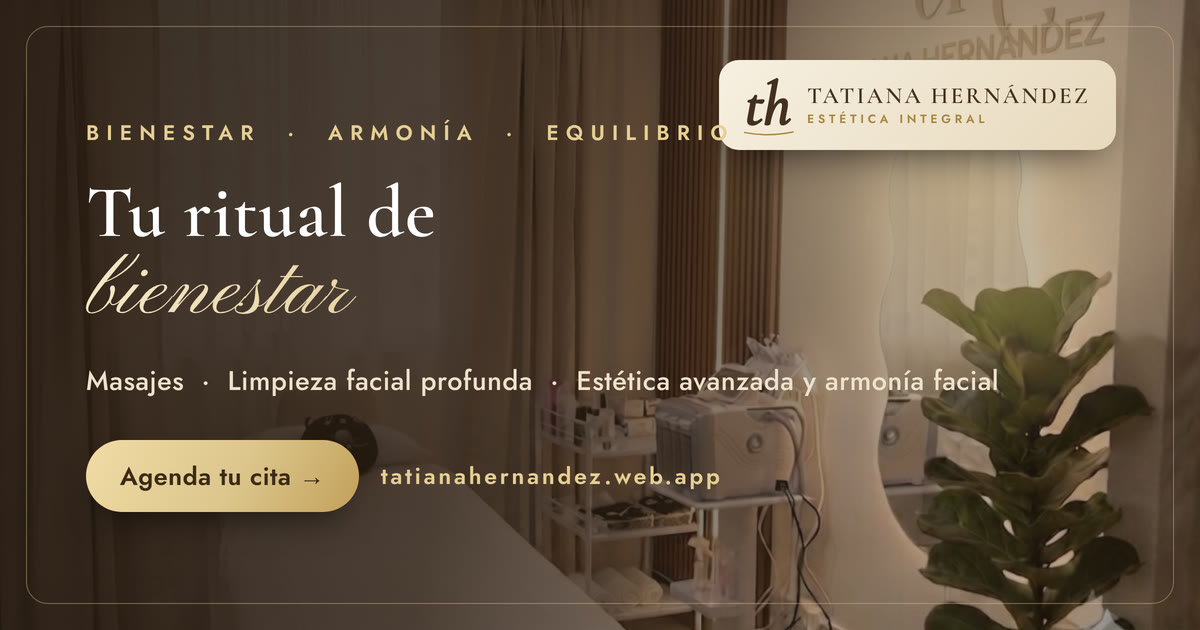 BIENESTAR · ARMONÍA · EQUILIBRIO
th TATIANA HERNÁNDEZ
ESTÉTICA INTEGRAL
Tu ritual de
bienestar
Masajes · Limpieza facial profunda · Estética avanzada y armonía facial
Agenda tu cita →
tatianahernandez.web.app